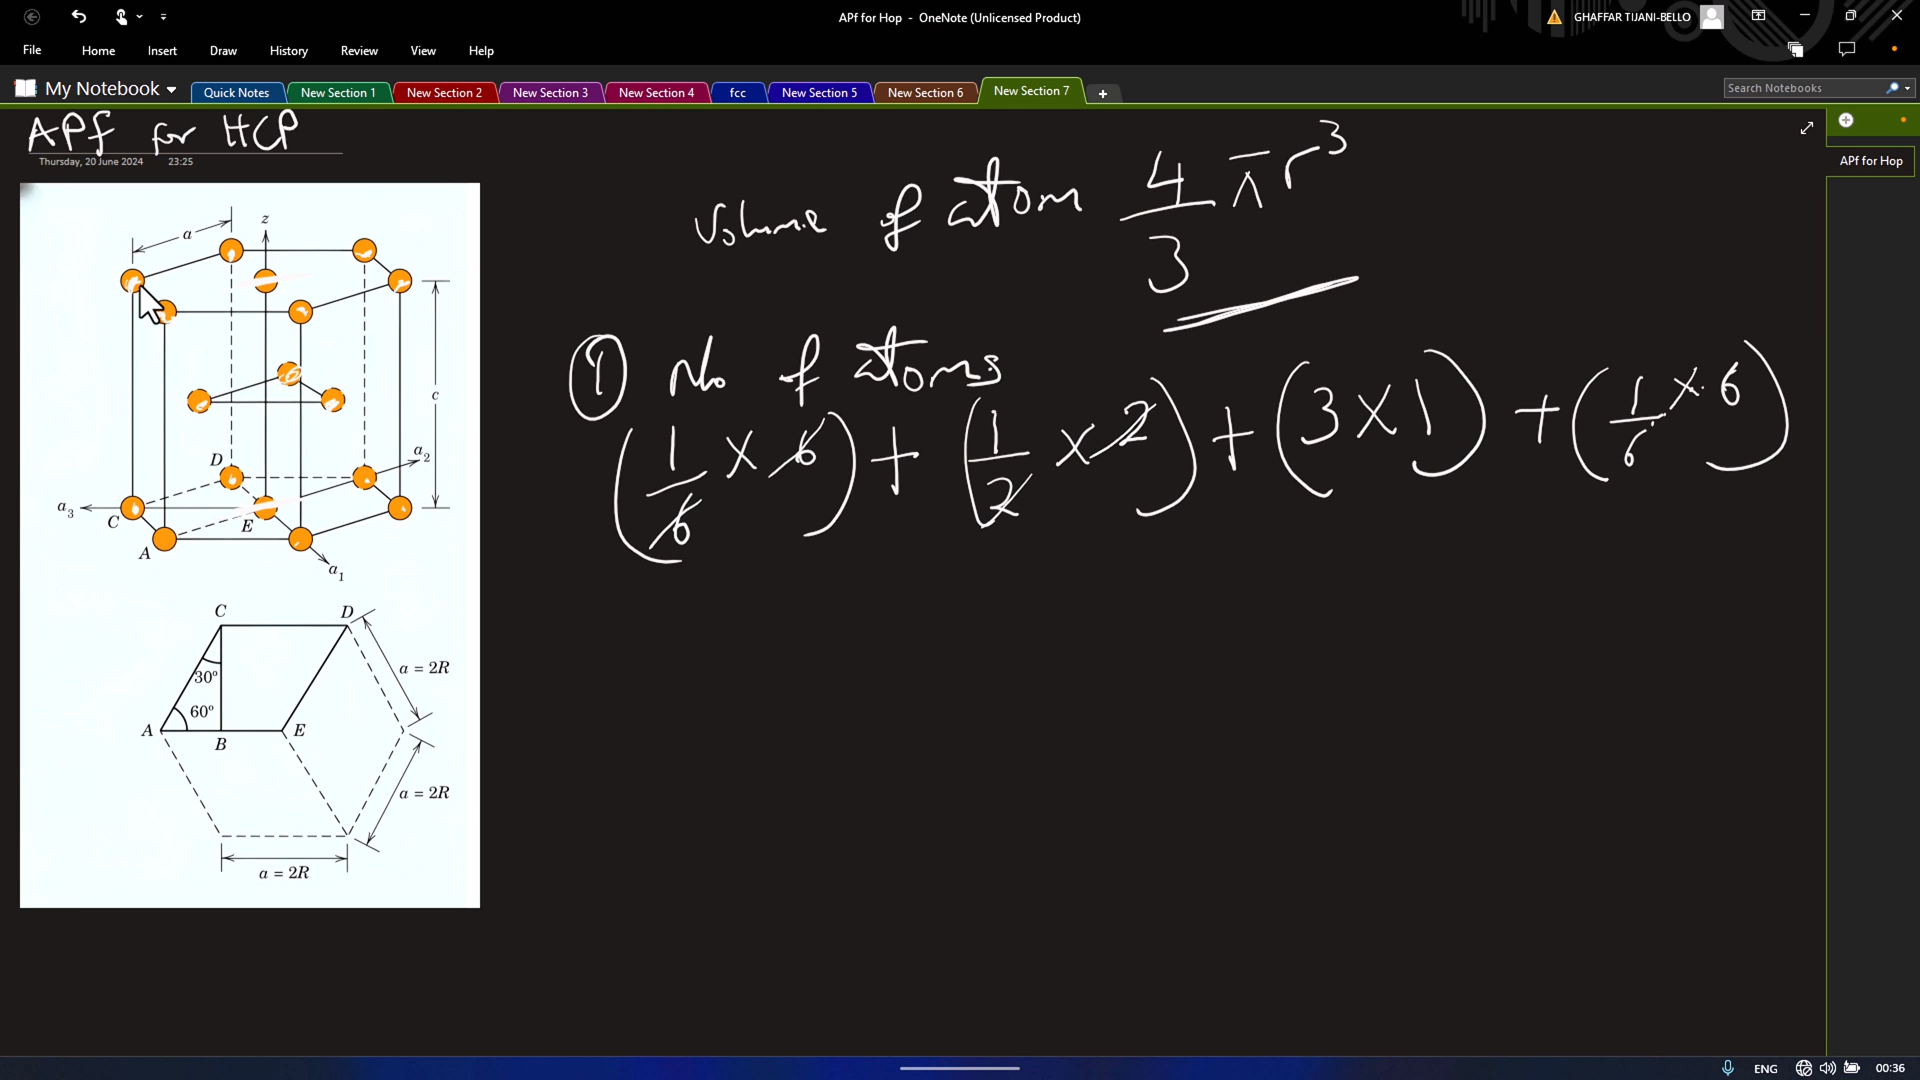 APf for Hop - OneNote (Unlicensed Product)
GHAFFAR TIJANI-BELLO
File Home Insert Draw History Review View Help
My Notebook
Quick Notes
New Section 1
New Section 2
New Section 3
New Section 4
fcc
New Section 5
New Section 6
New Section 7
Search Notebooks
APf for HCP
Thursday, 20 June 2024 23:25
APf for Hop
Volume of atom 4/3 πr³
① No of atoms
(1/6 × 6) + (1/2 × 2) + (3 × 1) + (1/6 × 6)
a
z
c
D
a2
a3
C
E
A
a1
C D
30°
a = 2R
60°
A B E
a = 2R
a = 2R
ENG
00:36